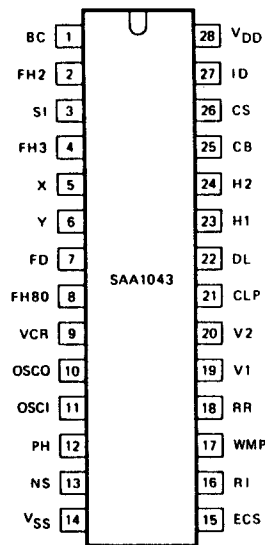 BC 1 28 VDD
FH2 2 27 ID
SI 3 26 CS
FH3 4 25 CB
X 5 24 H2
Y 6 23 H1
FD 7 22 DL
SAA1043
FH80 8 21 CLP
VCR 9 20 V2
OSCO 10 19 V1
OSCI 11 18 RR
PH 12 17 WMP
NS 13 16 RI
VSS 14 15 ECS